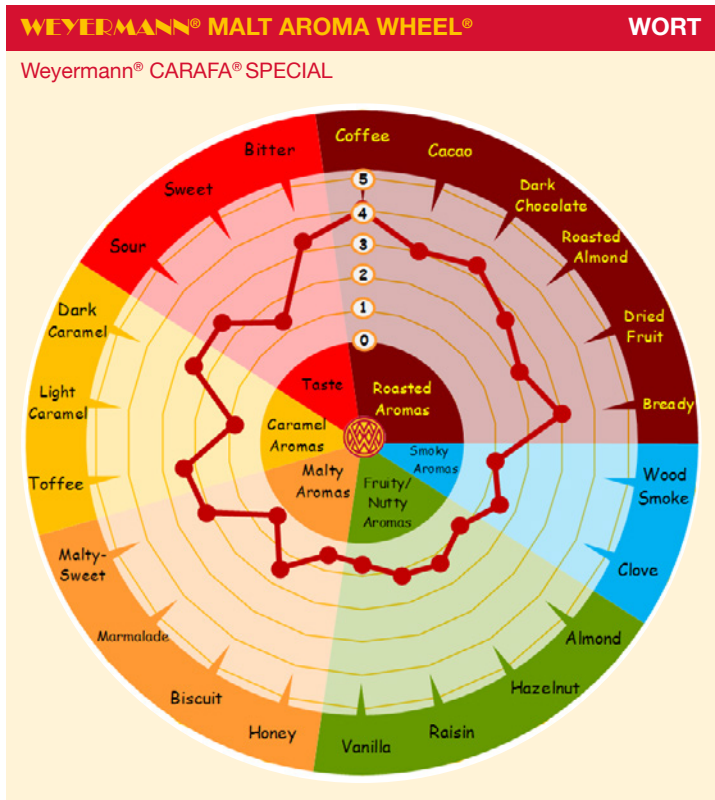 WEYERMANN® MALT AROMA WHEEL® WORT
Weyermann® CARAFA® SPECIAL
Coffee
Cacao
Dark
Chocolate
Roasted
Almond
Dried
Fruit
Bready
Wood
Smoke
Clove
Almond
Hazelnut
Raisin
Vanilla
Honey
Biscuit
Marmalade
Malty-
Sweet
Toffee
Light
Caramel
Dark
Caramel
Sour
Sweet
Bitter
5
4
3
2
1
0
Taste
Roasted
Aromas
Caramel
Aromas
Smoky
Aromas
Malty
Aromas
Fruity/
Nutty
Aromas